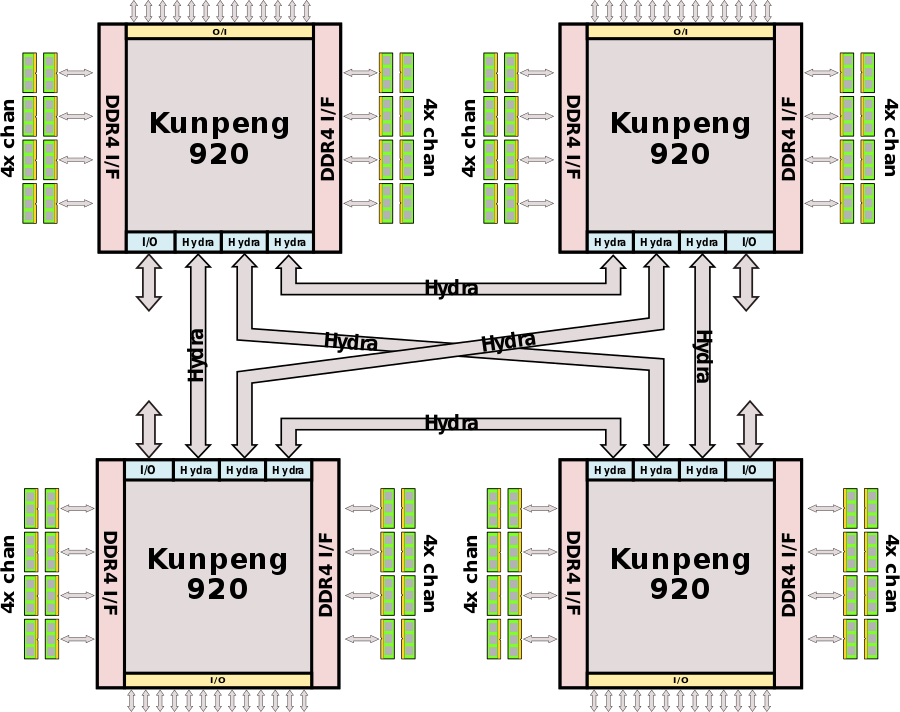 O/I
O/I
4x chan
DDR4 I/F
Kunpeng
920
DDR4 I/F
4x chan
4x chan
DDR4 I/F
Kunpeng
920
DDR4 I/F
4x chan
I/O Hydra Hydra Hydra
Hydra Hydra Hydra I/O
Hydra
Hydra
Hydra
Hydra
Hydra
Hydra
I/O Hydra Hydra Hydra
Hydra Hydra Hydra I/O
4x chan
DDR4 I/F
Kunpeng
920
DDR4 I/F
4x chan
4x chan
DDR4 I/F
Kunpeng
920
DDR4 I/F
4x chan
I/O
I/O